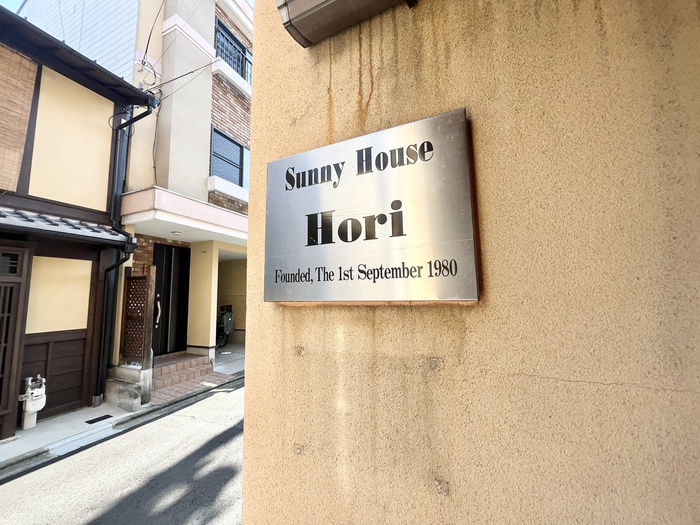 Sunny House
Hori
Founded, The 1st September 1980